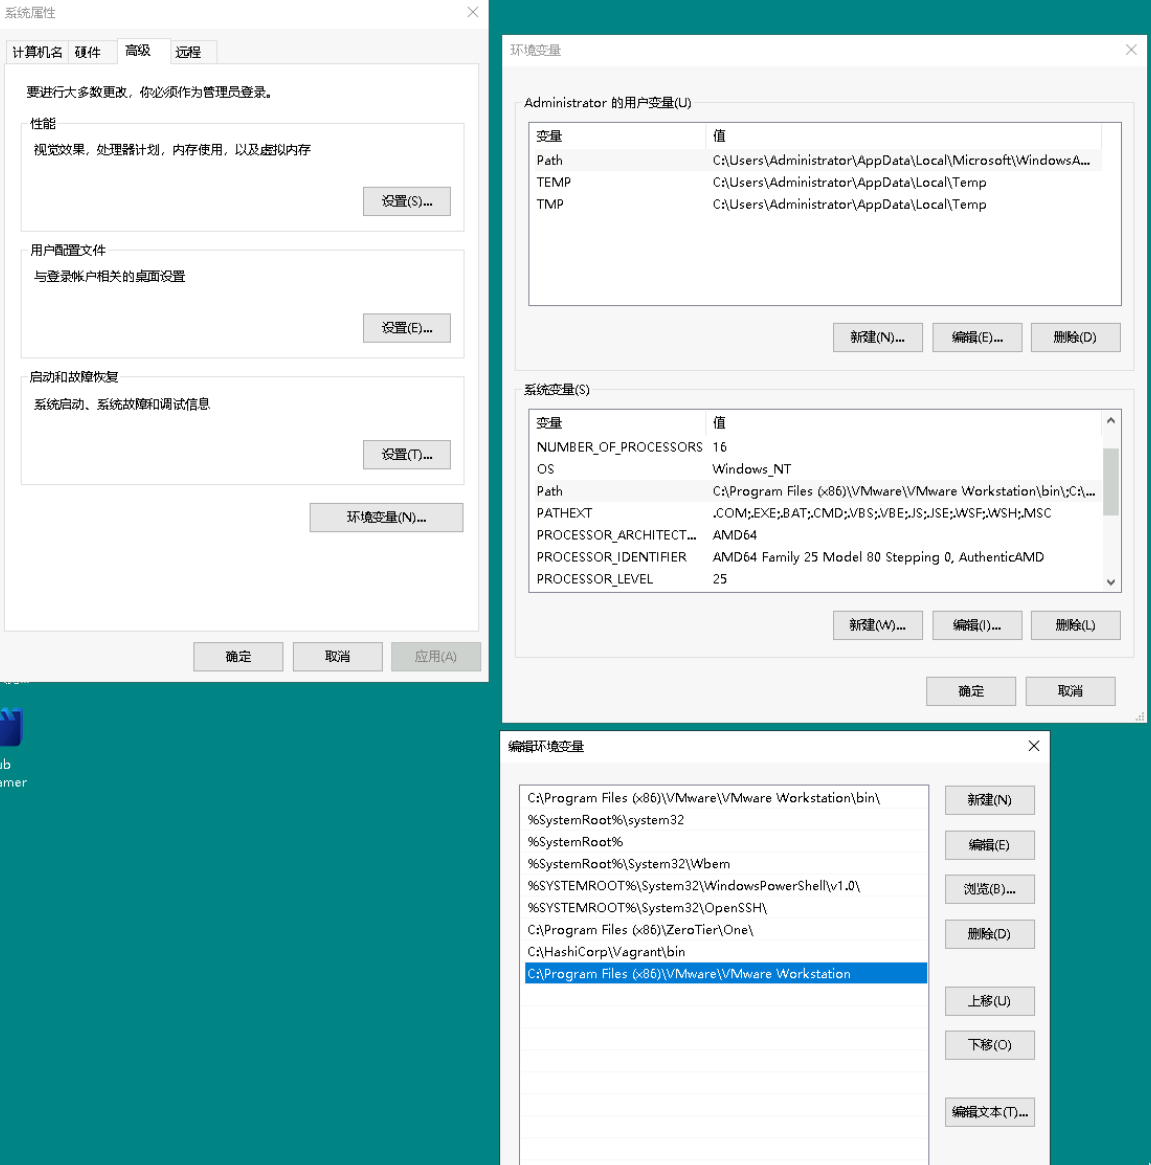 系统属性
计算机名 硬件 高级 远程
要进行大多数更改，你必须作为管理员登录。
性能
视觉效果，处理器计划，内存使用，以及虚拟内存
设置(S)...
用户配置文件
与登录帐户相关的桌面设置
设置(E)...
启动和故障恢复
系统启动、系统故障和调试信息
设置(T)...
环境变量(N)...
确定 取消 应用(A)
ub
amer
环境变量
Administrator 的用户变量(U)
变量 值
Path C:\Users\Administrator\AppData\Local\Microsoft\WindowsA...
TEMP C:\Users\Administrator\AppData\Local\Temp
TMP C:\Users\Administrator\AppData\Local\Temp
新建(N)... 编辑(E)... 删除(D)
系统变量(S)
变量 值
NUMBER_OF_PROCESSORS 16
OS Windows_NT
Path C:\Program Files (x86)\VMware\VMware Workstation\bin\;C:\...
PATHEXT .COM;.EXE;.BAT;.CMD;.VBS;.VBE;.JS;.JSE;.WSF;.WSH;.MSC
PROCESSOR_ARCHITECT... AMD64
PROCESSOR_IDENTIFIER AMD64 Family 25 Model 80 Stepping 0, AuthenticAMD
PROCESSOR_LEVEL 25
新建(W)... 编辑(I)... 删除(L)
确定 取消
编辑环境变量
C:\Program Files (x86)\VMware\VMware Workstation\bin\
%SystemRoot%\system32
%SystemRoot%
%SystemRoot%\System32\Wbem
%SYSTEMROOT%\System32\WindowsPowerShell\v1.0\
%SYSTEMROOT%\System32\OpenSSH\
C:\Program Files (x86)\ZeroTier\One\
C:\HashiCorp\Vagrant\bin
C:\Program Files (x86)\VMware\VMware Workstation
新建(N)
编辑(E)
浏览(B)...
删除(D)
上移(U)
下移(O)
编辑文本(T)...